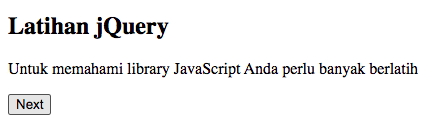 Latihan jQuery
Untuk memahami library JavaScript Anda perlu banyak berlatih
Next